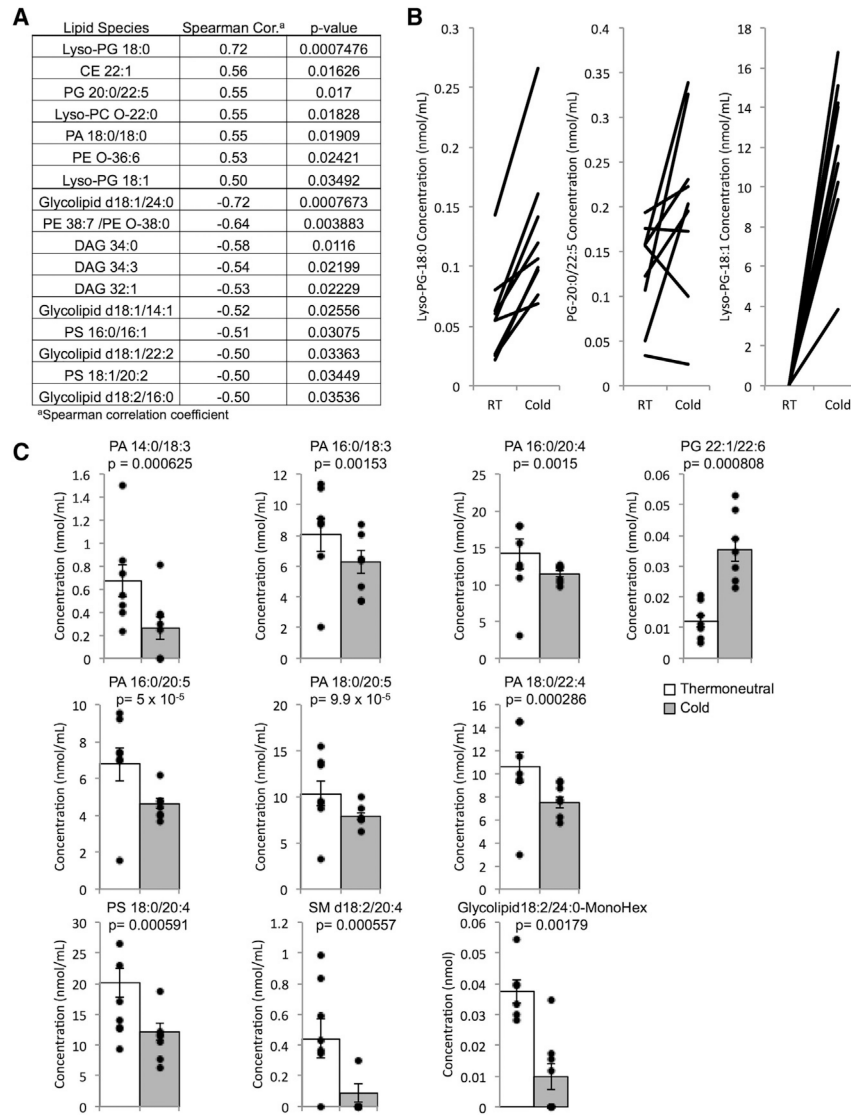 A
Lipid Species Spearman Cor.ᵃ p-value
Lyso-PG 18:0 0.72 0.0007476
CE 22:1 0.56 0.01626
PG 20:0/22:5 0.55 0.017
Lyso-PC O-22:0 0.55 0.01828
PA 18:0/18:0 0.55 0.01909
PE O-36:6 0.53 0.02421
Lyso-PG 18:1 0.50 0.03492
Glycolipid d18:1/24:0 -0.72 0.0007673
PE 38:7 /PE O-38:0 -0.64 0.003883
DAG 34:0 -0.58 0.0116
DAG 34:3 -0.54 0.02199
DAG 32:1 -0.53 0.02229
Glycolipid d18:1/14:1 -0.52 0.02556
PS 16:0/16:1 -0.51 0.03075
Glycolipid d18:1/22:2 -0.50 0.03363
PS 18:1/20:2 -0.50 0.03449
Glycolipid d18:2/16:0 -0.50 0.03536
ᵃSpearman correlation coefficient
B
Lyso-PG-18:0 Concentration (nmol/mL)
0.3
0.25
0.2
0.15
0.1
0.05
0
RT Cold
PG-20:0/22:5 Concentration (nmol/mL)
0.4
0.35
0.3
0.25
0.2
0.15
0.1
0.05
0
RT Cold
Lyso-PG-18:1 Concentration (nmol/mL)
18
16
14
12
10
8
6
4
2
0
RT Cold
C
PA 14:0/18:3
p = 0.000625
Concentration (nmol/mL)
1.6
1.4
1.2
1
0.8
0.6
0.4
0.2
0
PA 16:0/18:3
p = 0.00153
Concentration (nmol/mL)
12
10
8
6
4
2
0
PA 16:0/20:4
p = 0.0015
Concentration (nmol/mL)
25
20
15
10
5
0
PG 22:1/22:6
p = 0.000808
Concentration (nmol/mL)
0.06
0.05
0.04
0.03
0.02
0.01
0
PA 16:0/20:5
p= 5 x 10⁻⁵
Concentration (nmol/mL)
10
8
6
4
2
0
PA 18:0/20:5
p= 9.9 x 10⁻⁵
Concentration (nmol/mL)
20
15
10
5
0
PA 18:0/22:4
p= 0.000286
Concentration (nmol/mL)
16
14
12
10
8
6
4
2
0
Thermoneutral
Cold
PS 18:0/20:4
p= 0.000591
Concentration (nmol/mL)
30
25
20
15
10
5
0
SM d18:2/20:4
p= 0.000557
Concentration (nmol/mL)
1.2
1
0.8
0.6
0.4
0.2
0
Glycolipid18:2/24:0-MonoHex
p= 0.00179
Concentration (nmol)
0.06
0.05
0.04
0.03
0.02
0.01
0